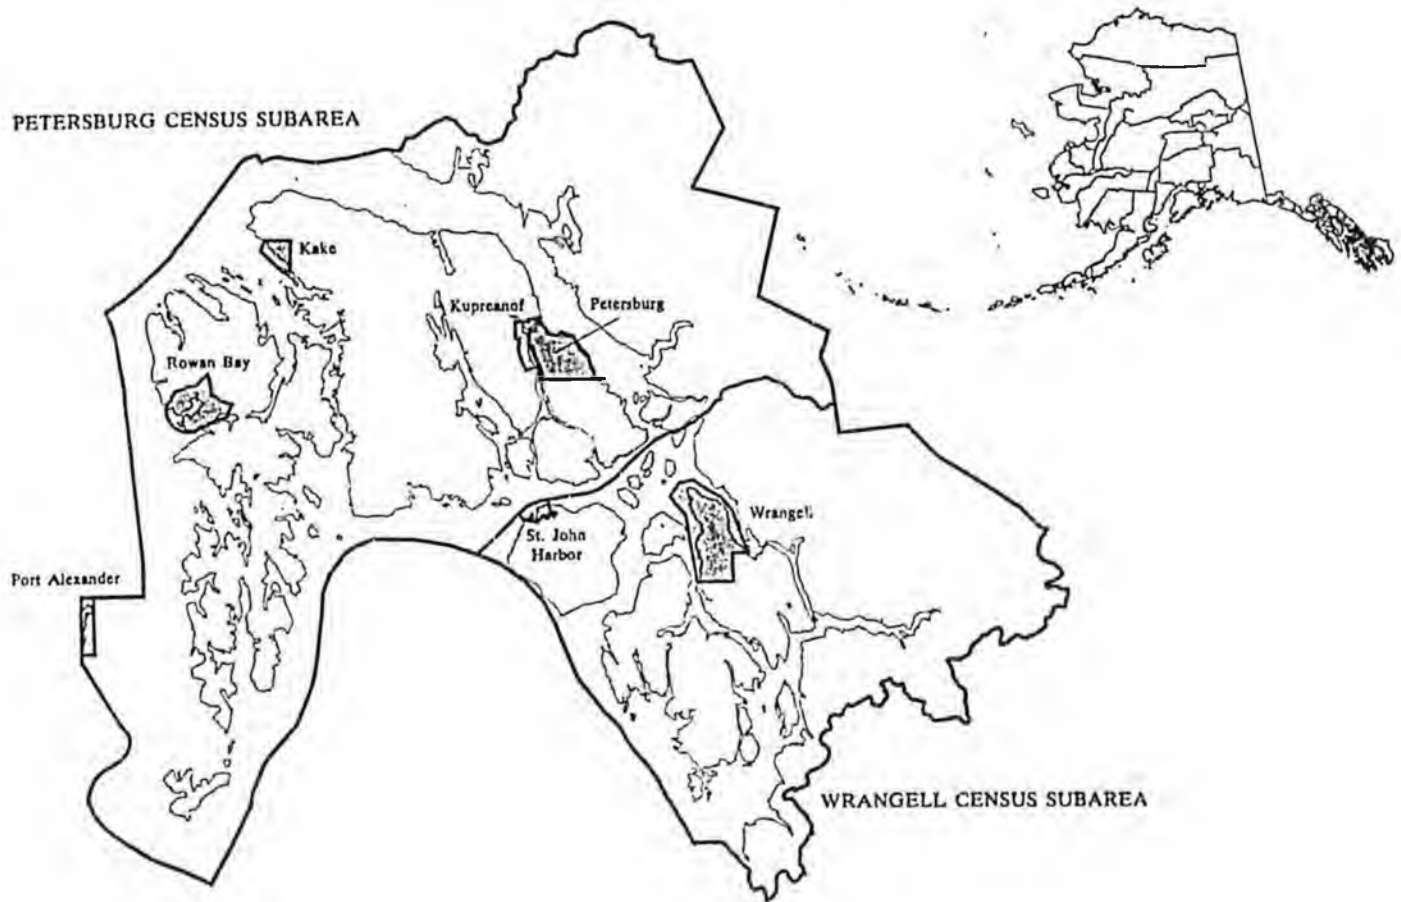 PETERSBURG CENSUS SUBAREA
Kake
Kupreanof
Petersburg
Rowan Bay
Wrangell
St. John
Harbor
Port Alexander
WRANGELL CENSUS SUBAREA